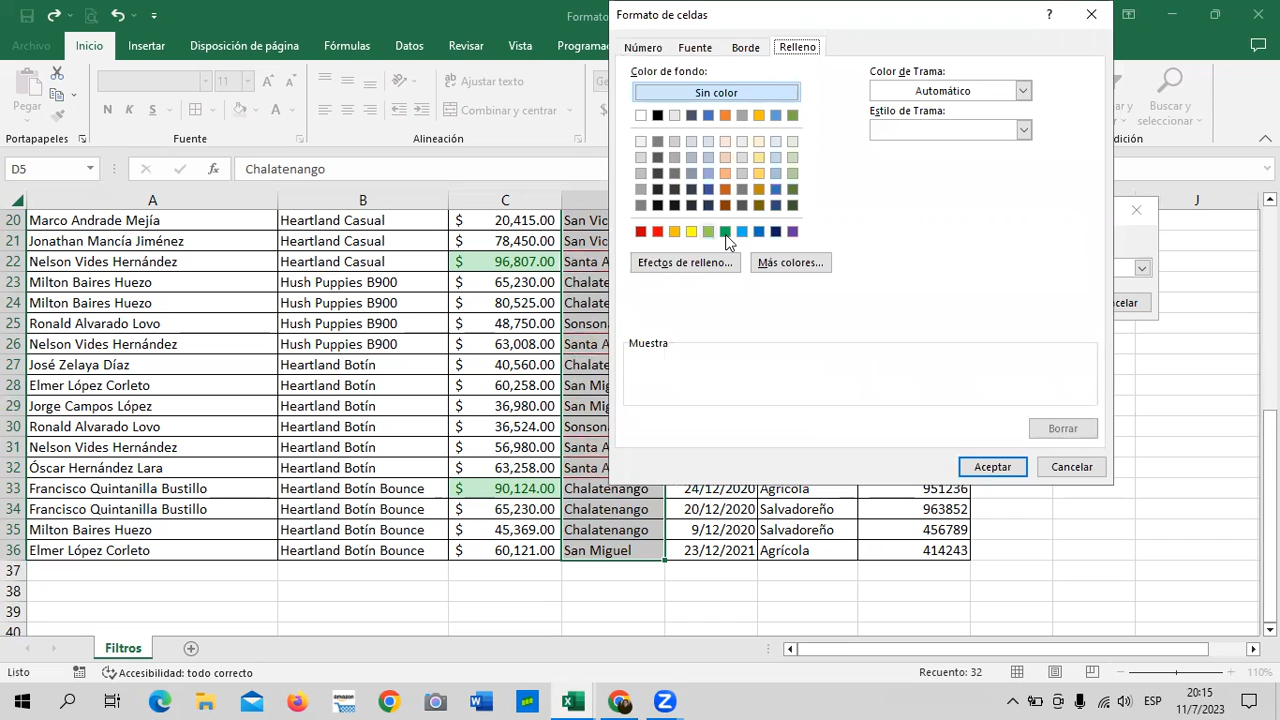 Formato
Formato de celdas
?
Archivo
Inicio
Insertar
Disposición de página
Fórmulas
Datos
Revisar
Vista
Programa
Número
Fuente
Borde
Relleno
Color de fondo:
Sin color
Color de Trama:
Automático
Estilo de Trama:
Efectos de relleno...
Más colores...
Muestra
Borrar
Aceptar
Cancelar
Pegar
11
N K S
Ajustar texto
Combinar y centrar
Portapapeles
Fuente
Alineación
Buscar y
seleccionar
dición
D5
fx
Chalatenango
A B C J
20 Marco Andrade Mejía Heartland Casual $ 20,415.00 San Vic
21 Jonathan Mancía Jiménez Heartland Casual $ 78,450.00 San Vic
22 Nelson Vides Hernández Heartland Casual $ 96,807.00 Santa A
23 Milton Baires Huezo Hush Puppies B900 $ 65,230.00 Chalate
24 Milton Baires Huezo Hush Puppies B900 $ 80,525.00 Chalate
25 Ronald Alvarado Lovo Hush Puppies B900 $ 48,750.00 Sonson
26 Nelson Vides Hernández Hush Puppies B900 $ 63,008.00 Santa A
27 José Zelaya Díaz Heartland Botín $ 40,560.00 Chalate
28 Elmer López Corleto Heartland Botín $ 60,258.00 San Mig
29 Jorge Campos López Heartland Botín $ 36,980.00 San Mig
30 Ronald Alvarado Lovo Heartland Botín $ 36,524.00 Sonson
31 Nelson Vides Hernández Heartland Botín $ 56,980.00 Santa A
32 Óscar Hernández Lara Heartland Botín $ 63,258.00 Santa A
33 Francisco Quintanilla Bustillo Heartland Botín Bounce $ 90,124.00 Chalatenango 24/12/2020 Agrícola 951236
34 Francisco Quintanilla Bustillo Heartland Botín Bounce $ 65,230.00 Chalatenango 20/12/2020 Salvadoreño 963852
35 Milton Baires Huezo Heartland Botín Bounce $ 45,369.00 Chalatenango 9/12/2020 Salvadoreño 456789
36 Elmer López Corleto Heartland Botín Bounce $ 60,121.00 San Miguel 23/12/2021 Agrícola 414243
37
38
39
40
celar
Filtros
Listo
Accesibilidad: todo correcto
Recuento: 32
110%
ESP
20:15
11/7/2023